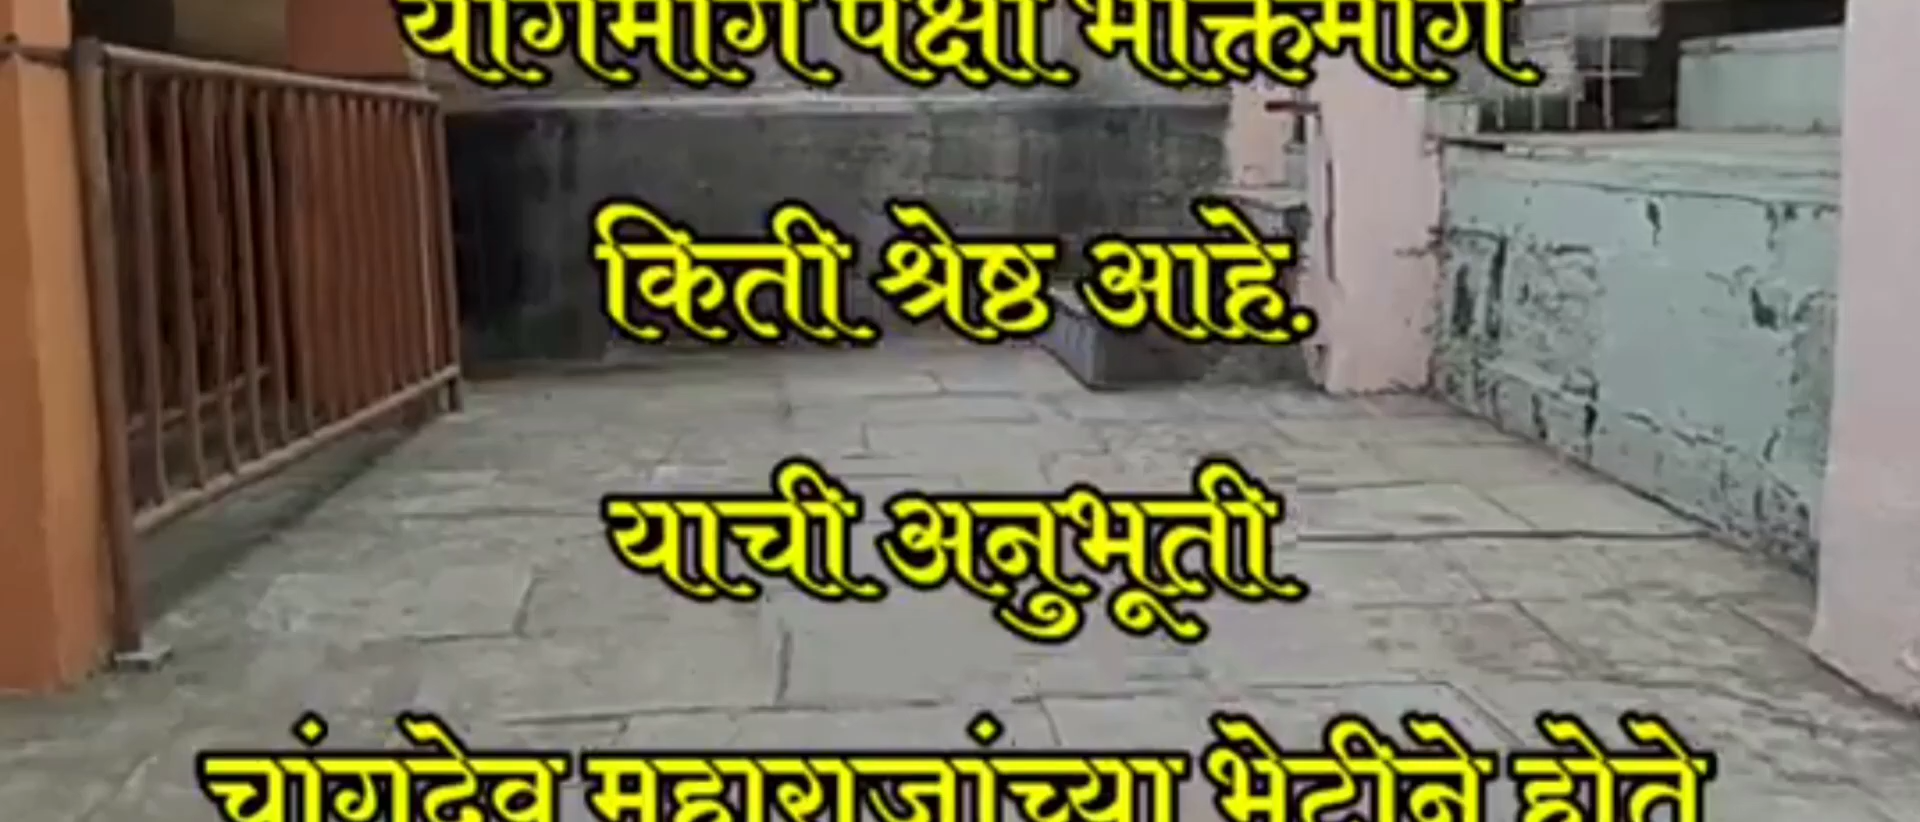 योगमार्ग पेक्षा भक्तिमार्ग
किती श्रेष्ठ आहे.
याची अनुभूती
चांगदेव महाराजांच्या भेटीने होते